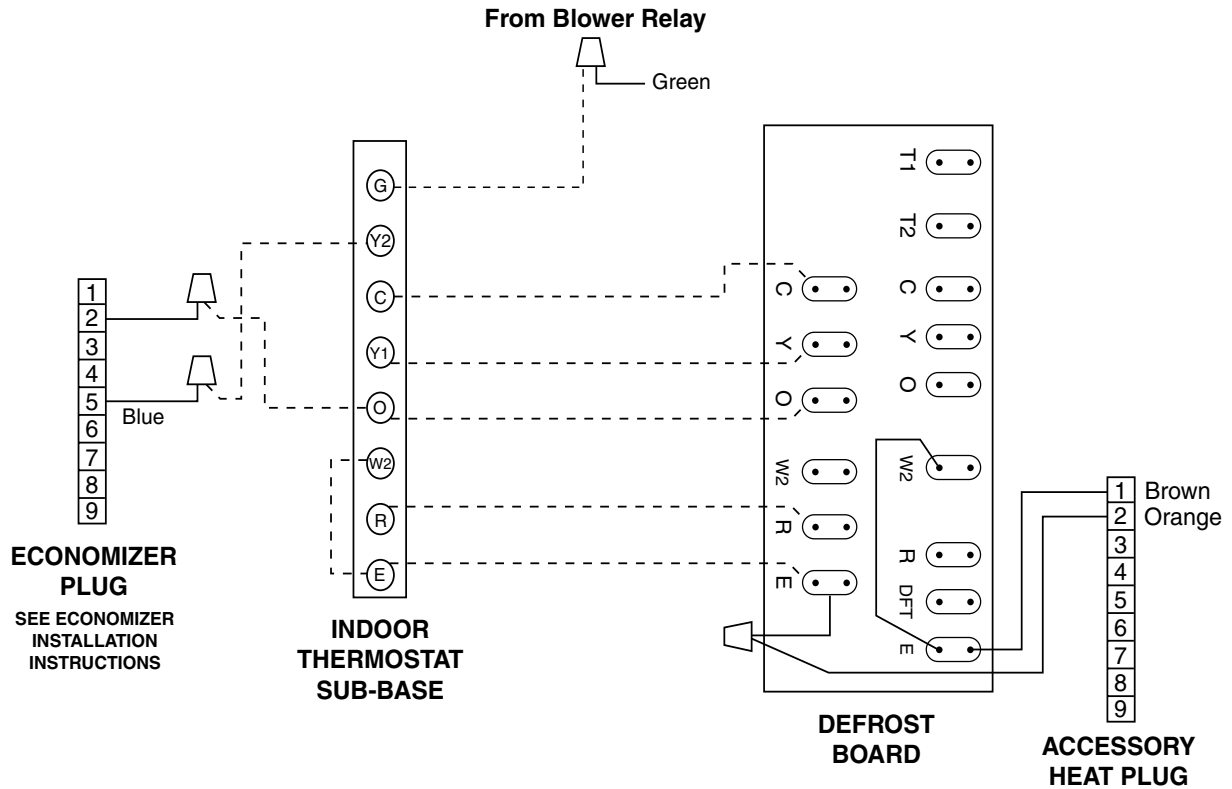 From Blower Relay
Green
G
Y2
C
Y1
O
W2
R
E
1
2
3
4
5
6
7
8
9
Blue
ECONOMIZER
PLUG
SEE ECONOMIZER
INSTALLATION
INSTRUCTIONS
INDOOR
THERMOSTAT
SUB-BASE
C
Y
O
W2
R
E
T1
T2
C
Y
O
W2
R
DFT
E
DEFROST
BOARD
1
2
3
4
5
6
7
8
9
Brown
Orange
ACCESSORY
HEAT PLUG